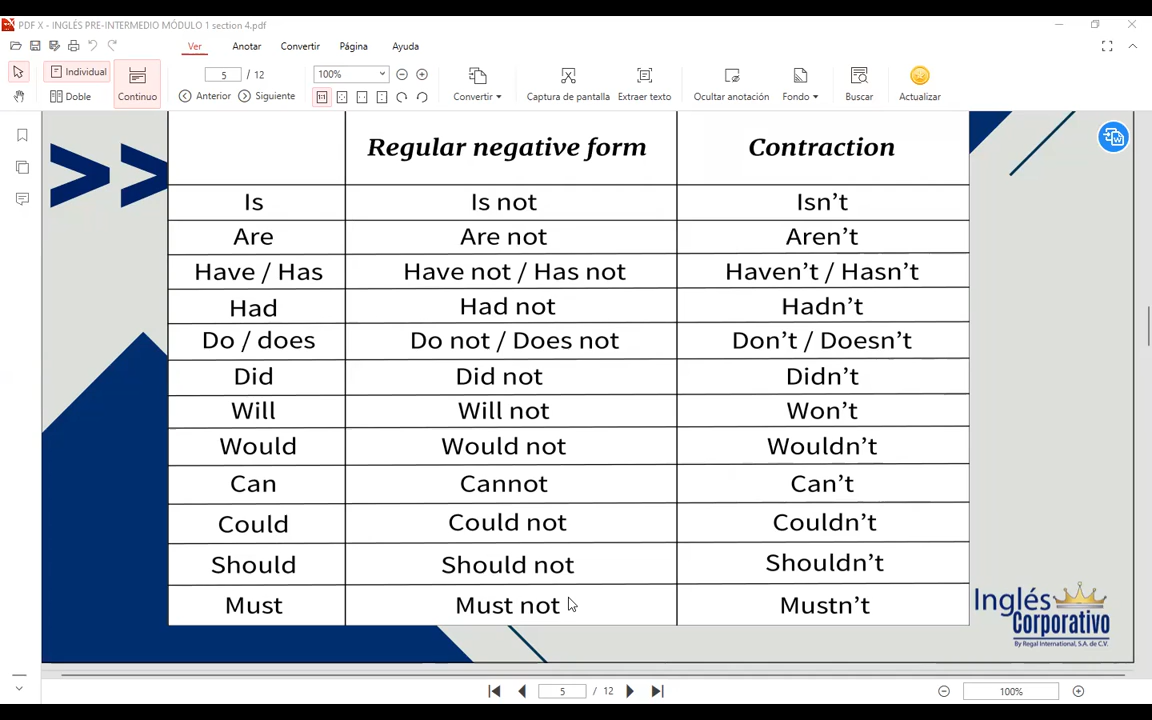 PDF X - INGLÉS PRE-INTERMEDIO MÓDULO 1 section 4.pdf
Ver Anotar Convertir Página Ayuda
Individual
Doble
Continuo
5 / 12
Anterior Siguiente
100%
Convertir
Captura de pantalla
Extraer texto
Ocultar anotación
Fondo
Buscar
Actualizar
Regular negative form Contraction
Is Is not Isn’t
Are Are not Aren’t
Have / Has Have not / Has not Haven’t / Hasn’t
Had Had not Hadn’t
Do / does Do not / Does not Don’t / Doesn’t
Did Did not Didn’t
Will Will not Won’t
Would Would not Wouldn’t
Can Cannot Can’t
Could Could not Couldn’t
Should Should not Shouldn’t
Must Must not Mustn’t
Inglés
Corporativo
By Regal International, S.A. de C.V.
5 / 12
100%